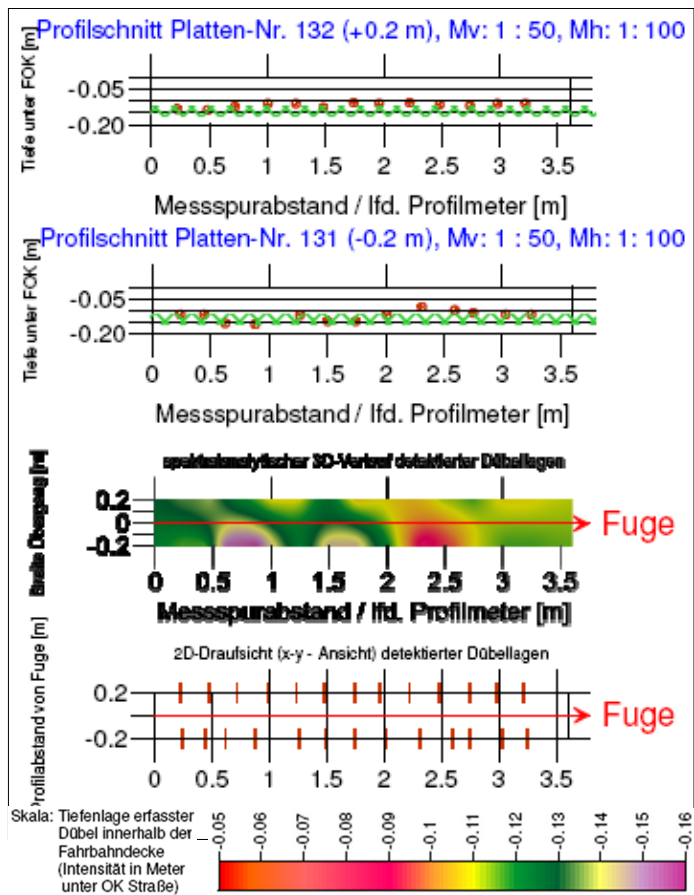 Profilschnitt Platten-Nr. 132 (+0.2 m), Mv: 1 : 50, Mh: 1: 100
Tiefe unter FOK [m]
-0.05
-0.20
0 0.5 1 1.5 2 2.5 3 3.5
Messspurabstand / lfd. Profilmeter [m]
Profilschnitt Platten-Nr. 131 (-0.2 m), Mv: 1 : 50, Mh: 1: 100
Tiefe unter FOK [m]
-0.05
-0.20
0 0.5 1 1.5 2 2.5 3 3.5
Messspurabstand / lfd. Profilmeter [m]
spektralanalytischer 3D-Verlauf detektierter Dübellagen
Breite Übergang [m]
0.2
0
-0.2
Fuge
0 0.5 1 1.5 2 2.5 3 3.5
Messspurabstand / lfd. Profilmeter [m]
2D-Draufsicht (x-y - Ansicht) detektierter Dübellagen
Profilabstand von Fuge [m]
0.2
-0.2
Fuge
0 0.5 1 1.5 2 2.5 3 3.5
Skala: Tiefenlage erfasster
Dübel innerhalb der
Fahrbahndecke
(Intensität in Meter
unter OK Straße)
-0.05 -0.06 -0.07 -0.08 -0.09 -0.1 -0.11 -0.12 -0.13 -0.14 -0.15 -0.16